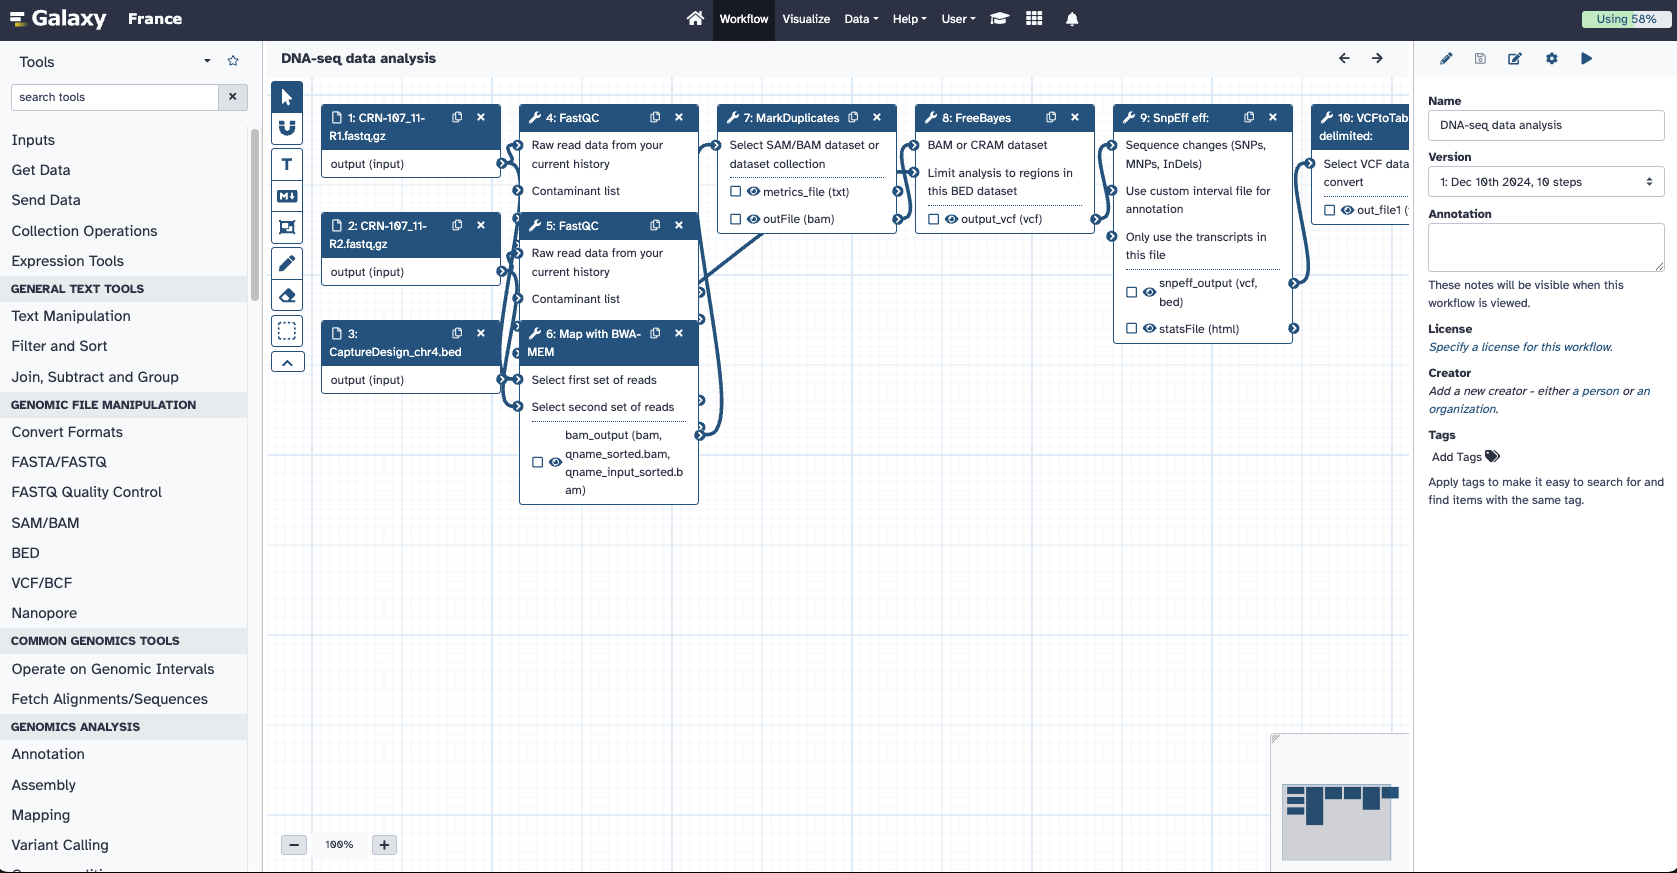 Galaxy France
Workflow Visualize Data Help User
Using 58%
Tools
search tools
Inputs
Get Data
Send Data
Collection Operations
Expression Tools
GENERAL TEXT TOOLS
Text Manipulation
Filter and Sort
Join, Subtract and Group
GENOMIC FILE MANIPULATION
Convert Formats
FASTA/FASTQ
FASTQ Quality Control
SAM/BAM
BED
VCF/BCF
Nanopore
COMMON GENOMICS TOOLS
Operate on Genomic Intervals
Fetch Alignments/Sequences
GENOMICS ANALYSIS
Annotation
Assembly
Mapping
Variant Calling
DNA-seq data analysis
1: CRN-107_11-
R1.fastq.gz
output (input)
2: CRN-107_11-
R2.fastq.gz
output (input)
3:
CaptureDesign_chr4.bed
output (input)
4: FastQC
Raw read data from your
current history
Contaminant list
5: FastQC
Raw read data from your
current history
Contaminant list
6: Map with BWA-
MEM
Select first set of reads
Select second set of reads
bam_output (bam,
qname_sorted.bam,
qname_input_sorted.b
am)
7: MarkDuplicates
Select SAM/BAM dataset or
dataset collection
metrics_file (txt)
outFile (bam)
8: FreeBayes
BAM or CRAM dataset
Limit analysis to regions in
this BED dataset
output_vcf (vcf)
9: SnpEff eff:
Sequence changes (SNPs,
MNPs, InDels)
Use custom interval file for
annotation
Only use the transcripts in
this file
snpeff_output (vcf,
bed)
statsFile (html)
10: VCFtoTab
delimited:
Select VCF data
convert
out_file1 (
T
100%
Name
DNA-seq data analysis
Version
1: Dec 10th 2024, 10 steps
Annotation
These notes will be visible when this
workflow is viewed.
License
Specify a license for this workflow.
Creator
Add a new creator - either a person or an
organization.
Tags
Add Tags
Apply tags to make it easy to search for and
find items with the same tag.